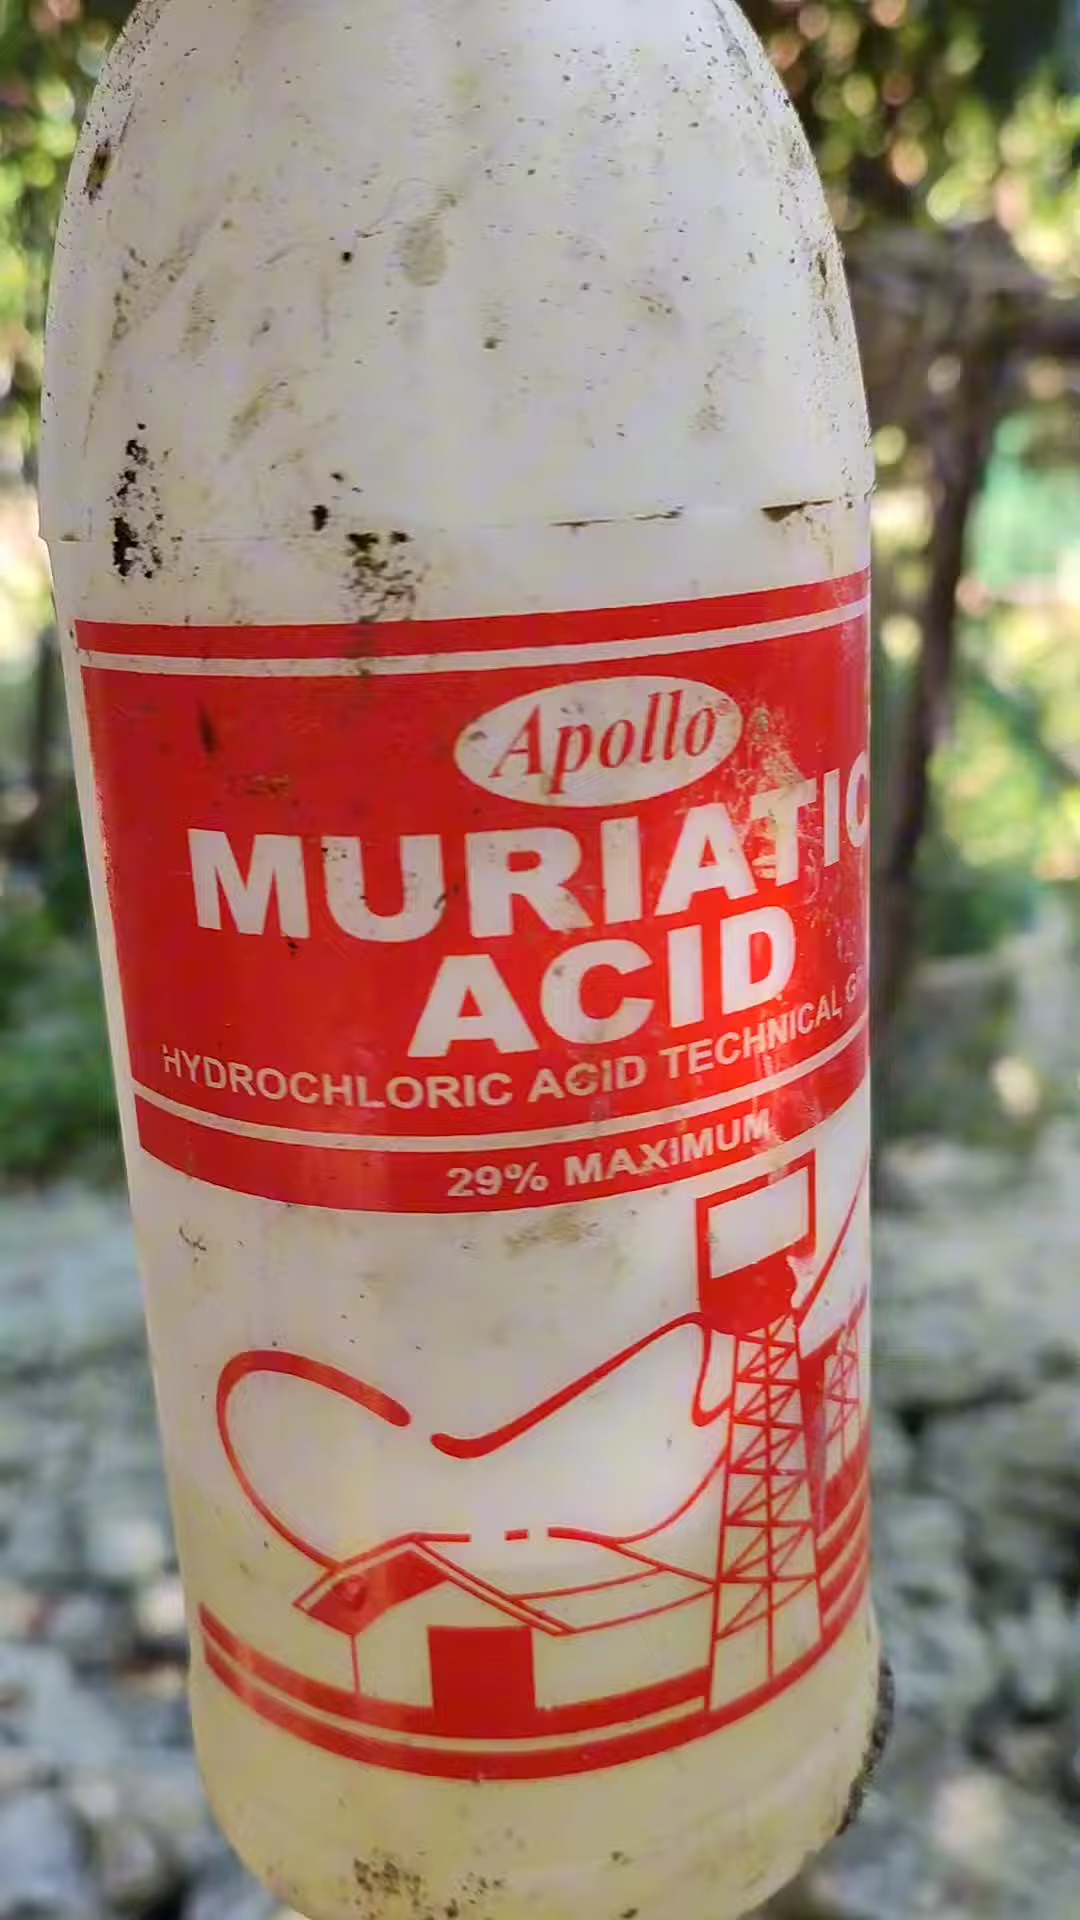 Apollo®
MURIATIC
ACID
HYDROCHLORIC ACID TECHNICAL
29% MAXIMUM